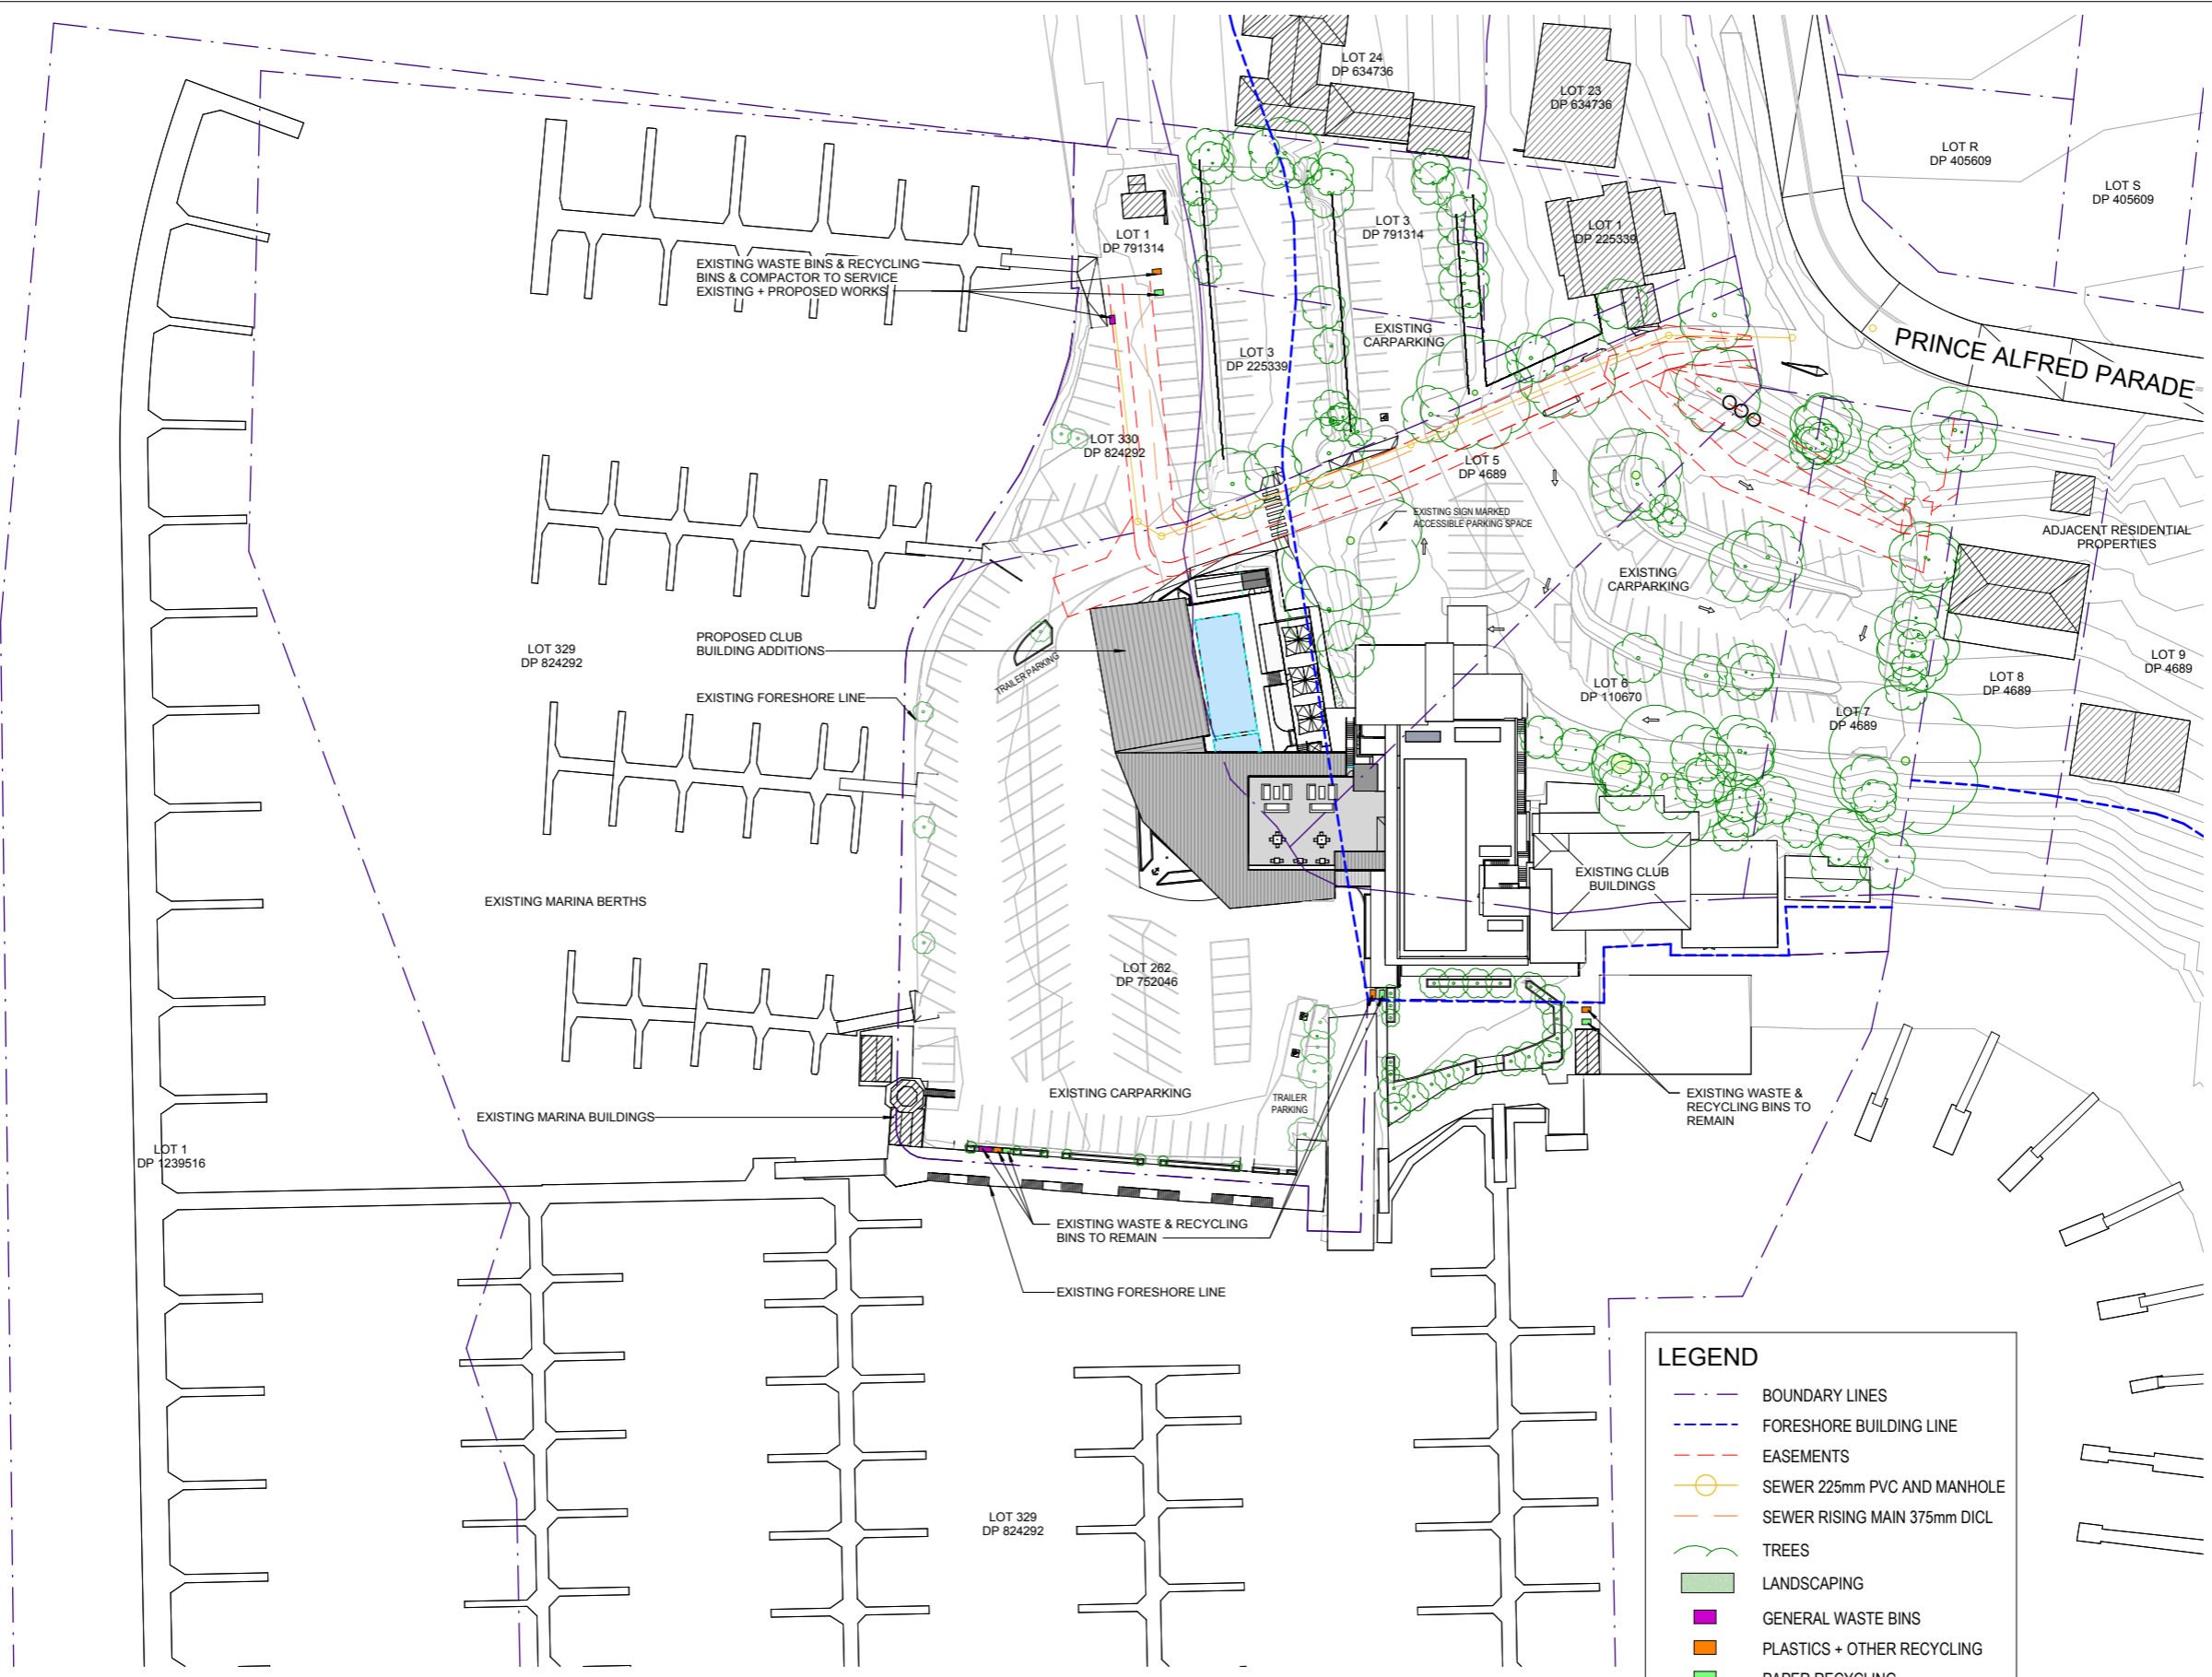 LOT 24
DP 634736
LOT 23
DP 634736
LOT R
DP 405609
LOT S
DP 405609
LOT 1
DP 791314
LOT 3
DP 791314
LOT 1
DP 225339
EXISTING WASTE BINS & RECYCLING
BINS & COMPACTOR TO SERVICE
EXISTING + PROPOSED WORKS
EXISTING
CARPARKING
LOT 3
DP 225339
PRINCE ALFRED PARADE
LOT 330
DP 824292
LOT 5
DP 4689
EXISTING SIGN MARKED
ACCESSIBLE PARKING SPACE
ADJACENT RESIDENTIAL
PROPERTIES
EXISTING
CARPARKING
PROPOSED CLUB
BUILDING ADDITIONS
LOT 329
DP 824292
TRAILER PARKING
EXISTING FORESHORE LINE
LOT 6
DP 110670
LOT 7
DP 4689
LOT 8
DP 4689
LOT 9
DP 4689
EXISTING CLUB
BUILDINGS
EXISTING MARINA BERTHS
LOT 262
DP 752046
EXISTING CARPARKING
TRAILER
PARKING
EXISTING WASTE &
RECYCLING BINS TO
REMAIN
EXISTING MARINA BUILDINGS
LOT 1
DP 1239516
EXISTING WASTE & RECYCLING
BINS TO REMAIN
EXISTING FORESHORE LINE
LOT 329
DP 824292
LEGEND
BOUNDARY LINES
FORESHORE BUILDING LINE
EASEMENTS
SEWER 225mm PVC AND MANHOLE
SEWER RISING MAIN 375mm DICL
TREES
LANDSCAPING
GENERAL WASTE BINS
PLASTICS + OTHER RECYCLING
PAPER RECYCLING